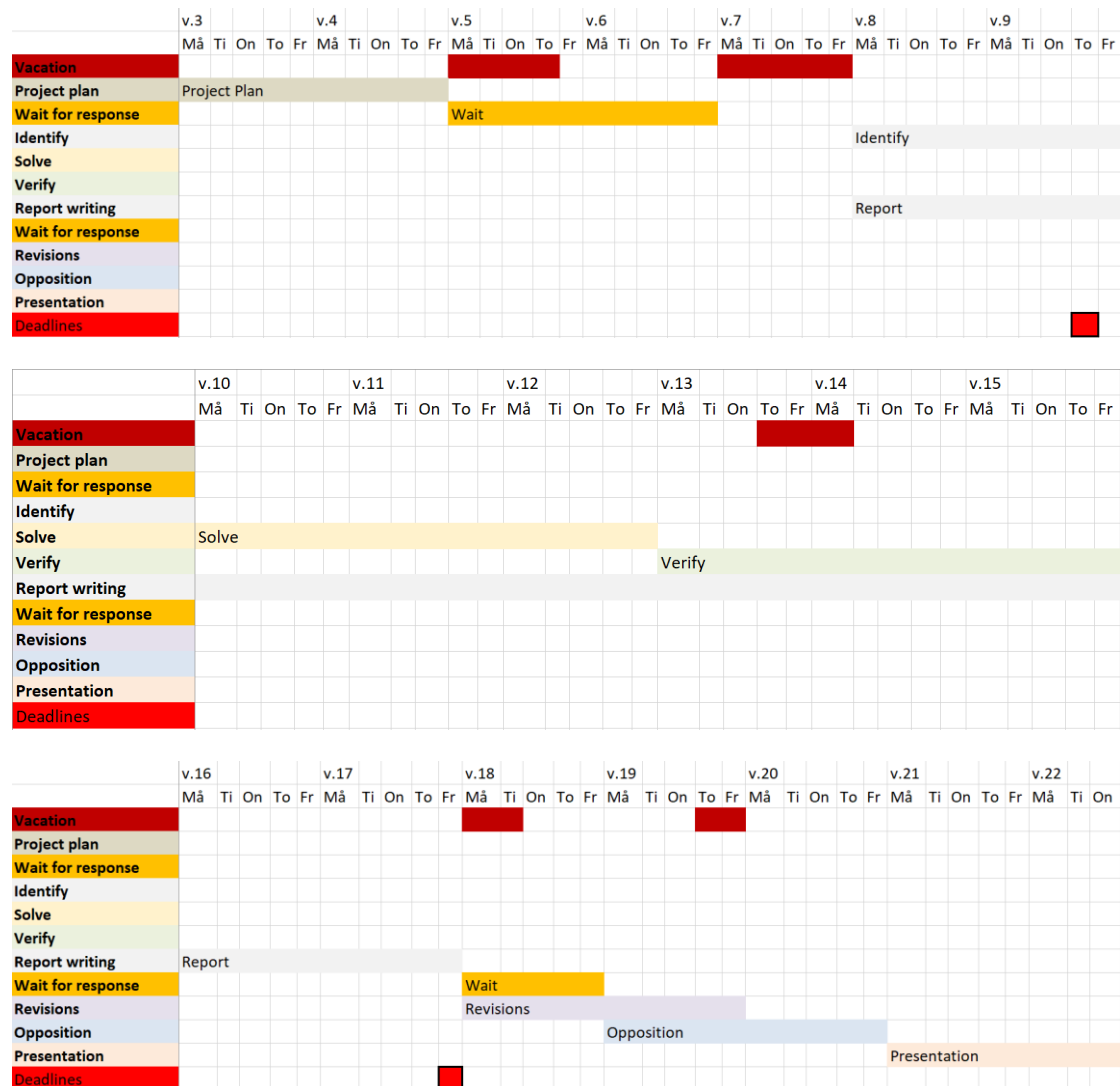 v.3 v.4 v.5 v.6 v.7 v.8 v.9
Må Ti On To Fr Må Ti On To Fr Må Ti On To Fr Må Ti On To Fr Må Ti On To Fr Må Ti On To Fr Må Ti On To Fr
Vacation
Project plan Project Plan
Wait for response Wait
Identify Identify
Solve
Verify
Report writing Report
Wait for response
Revisions
Opposition
Presentation
Deadlines
v.10 v.11 v.12 v.13 v.14 v.15
Må Ti On To Fr Må Ti On To Fr Må Ti On To Fr Må Ti On To Fr Må Ti On To Fr Må Ti On To Fr
Vacation
Project plan
Wait for response
Identify
Solve Solve
Verify Verify
Report writing
Wait for response
Revisions
Opposition
Presentation
Deadlines
v.16 v.17 v.18 v.19 v.20 v.21 v.22
Må Ti On To Fr Må Ti On To Fr Må Ti On To Fr Må Ti On To Fr Må Ti On To Fr Må Ti On To Fr Må Ti On
Vacation
Project plan
Wait for response
Identify
Solve
Verify
Report writing Report
Wait for response Wait
Revisions Revisions
Opposition Opposition
Presentation Presentation
Deadlines